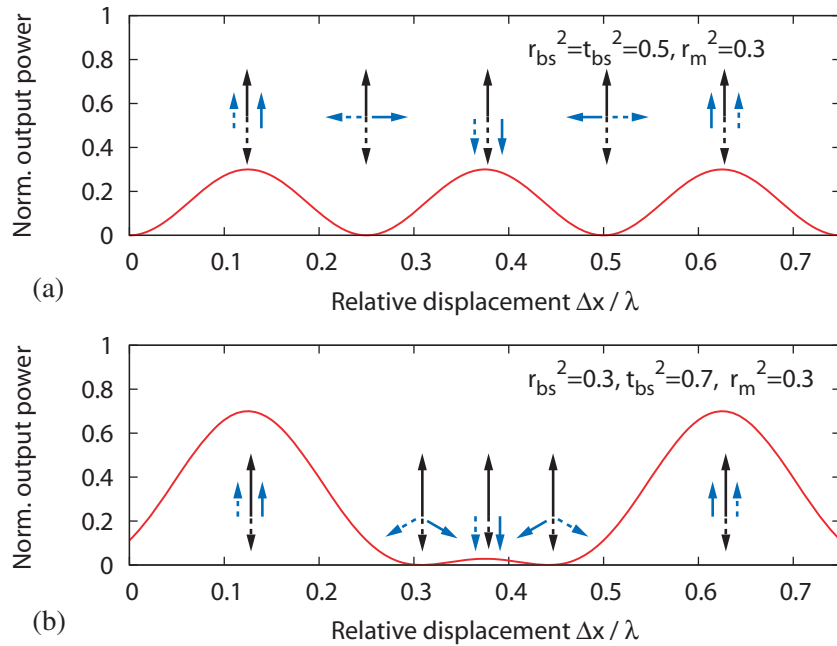 1
0.8
0.6
0.4
0.2
0
Norm. output power
r_bs^2=t_bs^2=0.5, r_m^2=0.3
0 0.1 0.2 0.3 0.4 0.5 0.6 0.7
(a)
Relative displacement Δx / λ
1
0.8
0.6
0.4
0.2
0
Norm. output power
r_bs^2=0.3, t_bs^2=0.7, r_m^2=0.3
0 0.1 0.2 0.3 0.4 0.5 0.6 0.7
(b)
Relative displacement Δx / λ